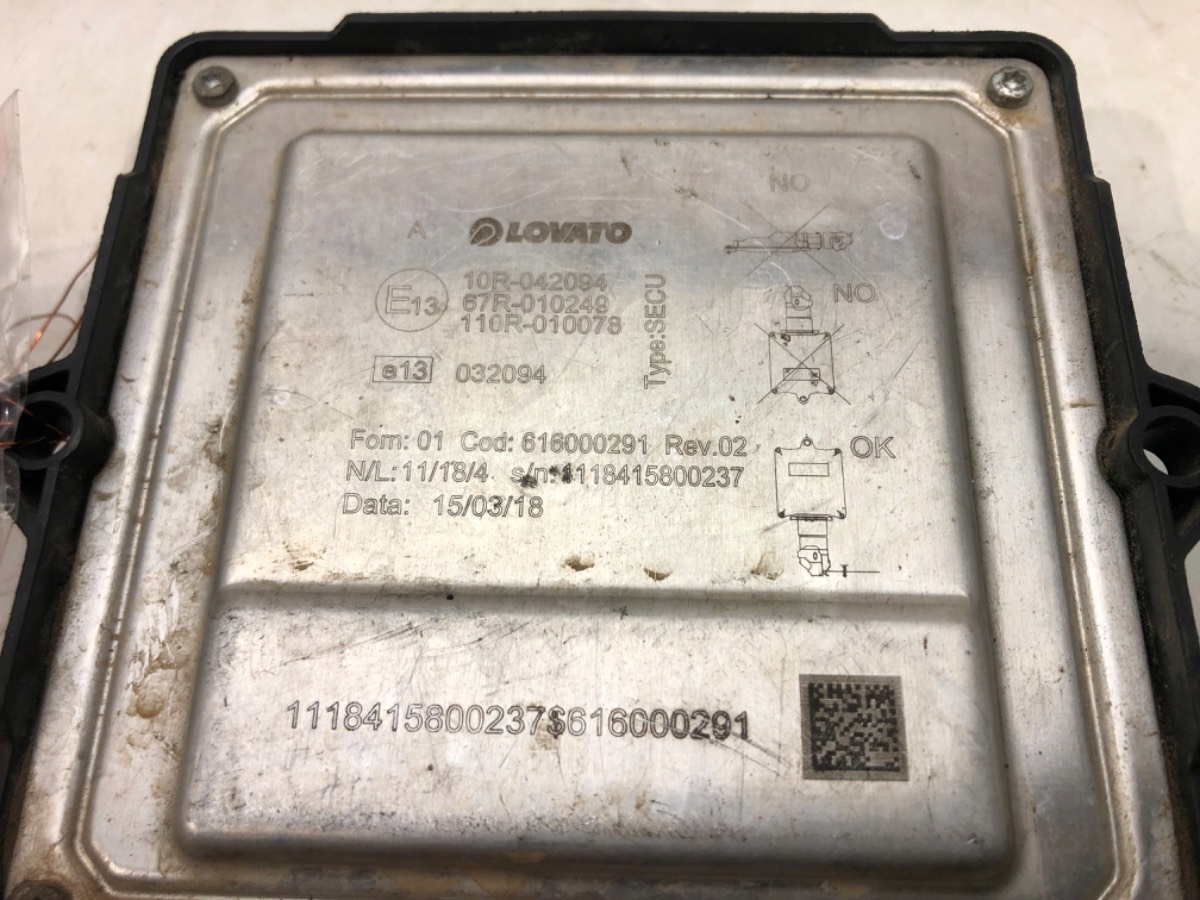 NO
A LOVATO
E13 10R-042094
67R-010249
110R-010078
Type:SECU
NO
e13 032094
Forn: 01 Cod: 616000291 Rev.02
OK
N/L: 11/18/4 s/n: 1118415800237
Data: 15/03/18
1118415800237$616000291